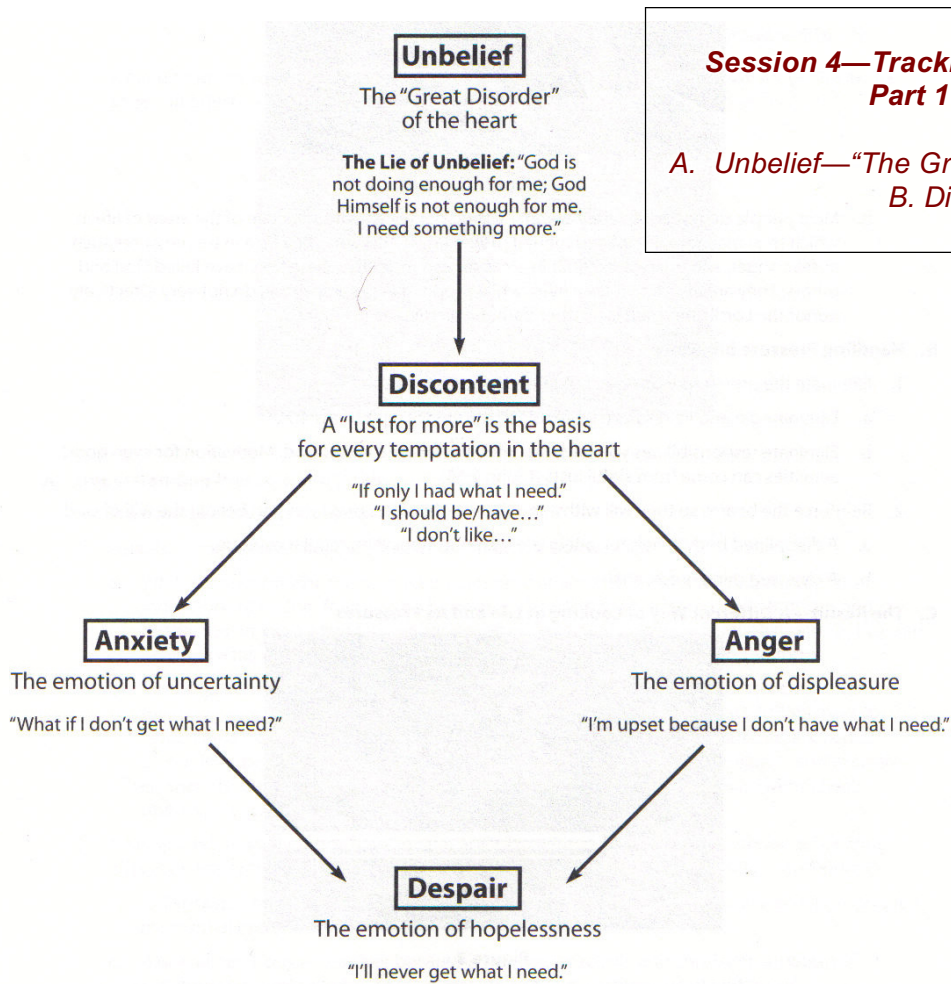 Unbelief
The “Great Disorder”
of the heart
The Lie of Unbelief: “God is
not doing enough for me; God
Himself is not enough for me.
I need something more.”
Session 4—Track
Part 1
A. Unbelief—“The Gr
B. Di
Discontent
A “lust for more” is the basis
for every temptation in the heart
“If only I had what I need.”
“I should be/have…”
“I don’t like…”
Anxiety
The emotion of uncertainty
“What if I don’t get what I need?”
Anger
The emotion of displeasure
“I’m upset because I don’t have what I need.”
Despair
The emotion of hopelessness
“I’ll never get what I need.”